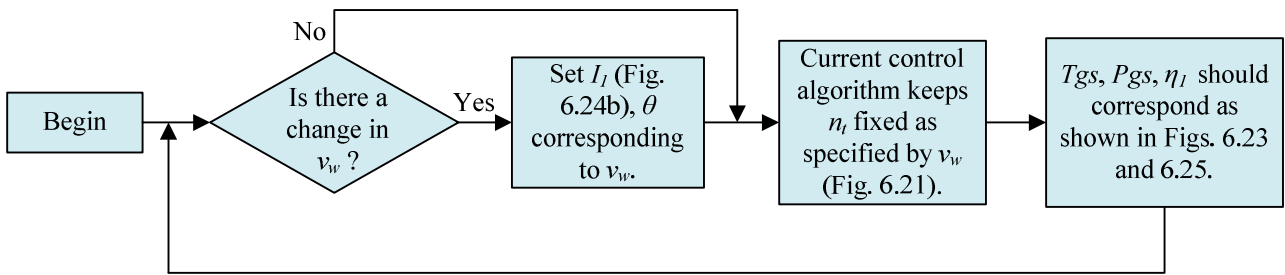 Begin
Is there a
change in
v_w ?
No
Yes
Set I_1 (Fig.
6.24b), θ
corresponding
to v_w.
Current control
algorithm keeps
n_t fixed as
specified by v_w
(Fig. 6.21).
Tgs, Pgs, η_1 should
correspond as
shown in Figs. 6.23
and 6.25.